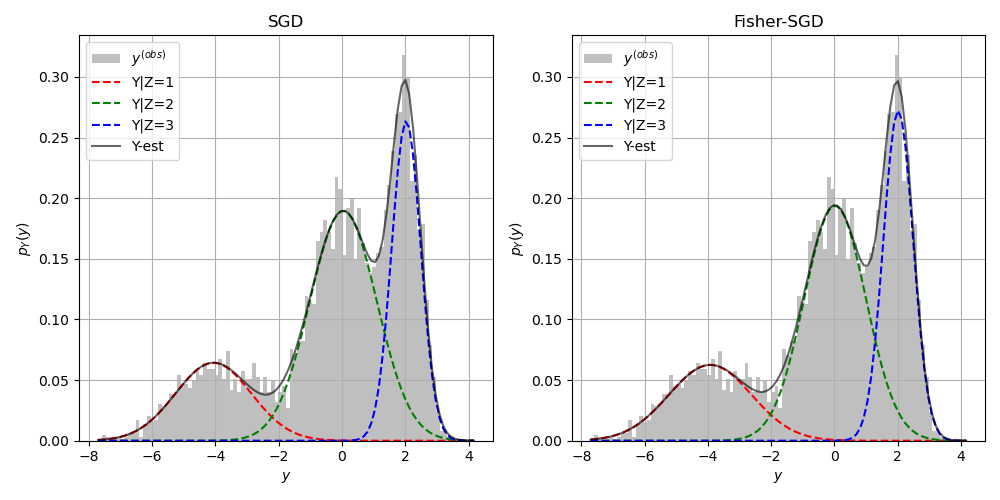 SGD
Fisher-SGD
y^(obs)
Y|Z=1
Y|Z=2
Y|Z=3
Y-est
y^(obs)
Y|Z=1
Y|Z=2
Y|Z=3
Y-est
p_Y(y)
0.30
0.25
0.20
0.15
0.10
0.05
0.00
−8 −6 −4 −2 0 2 4
y
p_Y(y)
0.30
0.25
0.20
0.15
0.10
0.05
0.00
−8 −6 −4 −2 0 2 4
y